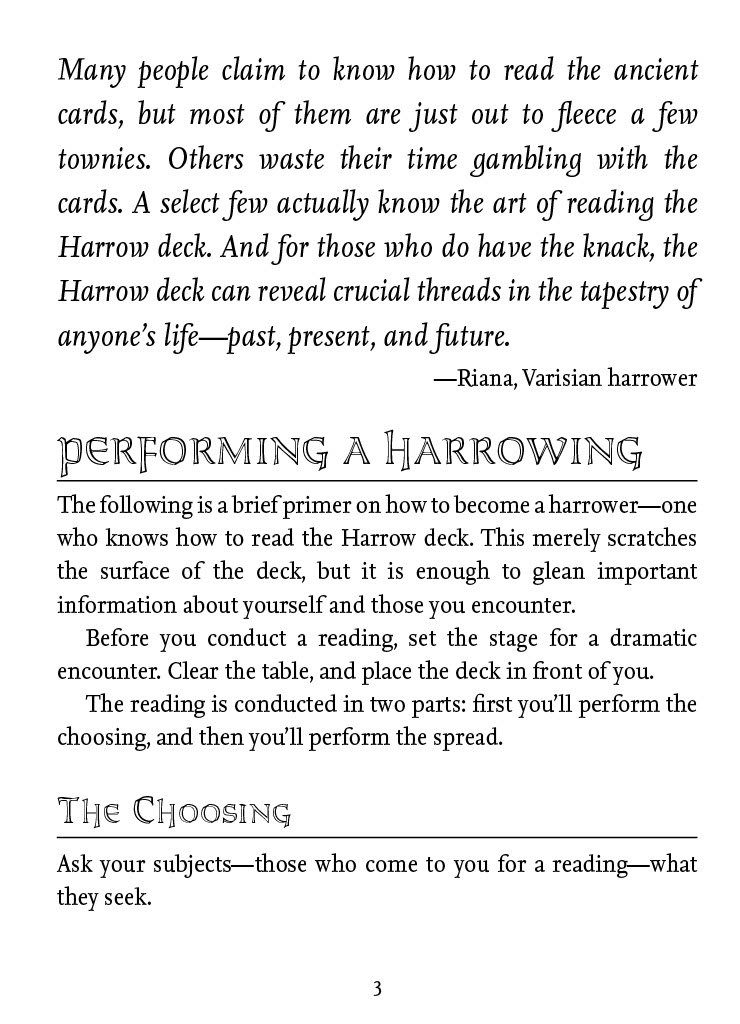 Many people claim to know how to read the ancient
cards, but most of them are just out to fleece a few
townies. Others waste their time gambling with the
cards. A select few actually know the art of reading the
Harrow deck. And for those who do have the knack, the
Harrow deck can reveal crucial threads in the tapestry of
anyone’s life—past, present, and future.
—Riana, Varisian harrower
Performing a Harrowing
The following is a brief primer on how to become a harrower—one
who knows how to read the Harrow deck. This merely scratches
the surface of the deck, but it is enough to glean important
information about yourself and those you encounter.
Before you conduct a reading, set the stage for a dramatic
encounter. Clear the table, and place the deck in front of you.
The reading is conducted in two parts: first you’ll perform the
choosing, and then you’ll perform the spread.
The Choosing
Ask your subjects—those who come to you for a reading—what
they seek.
3